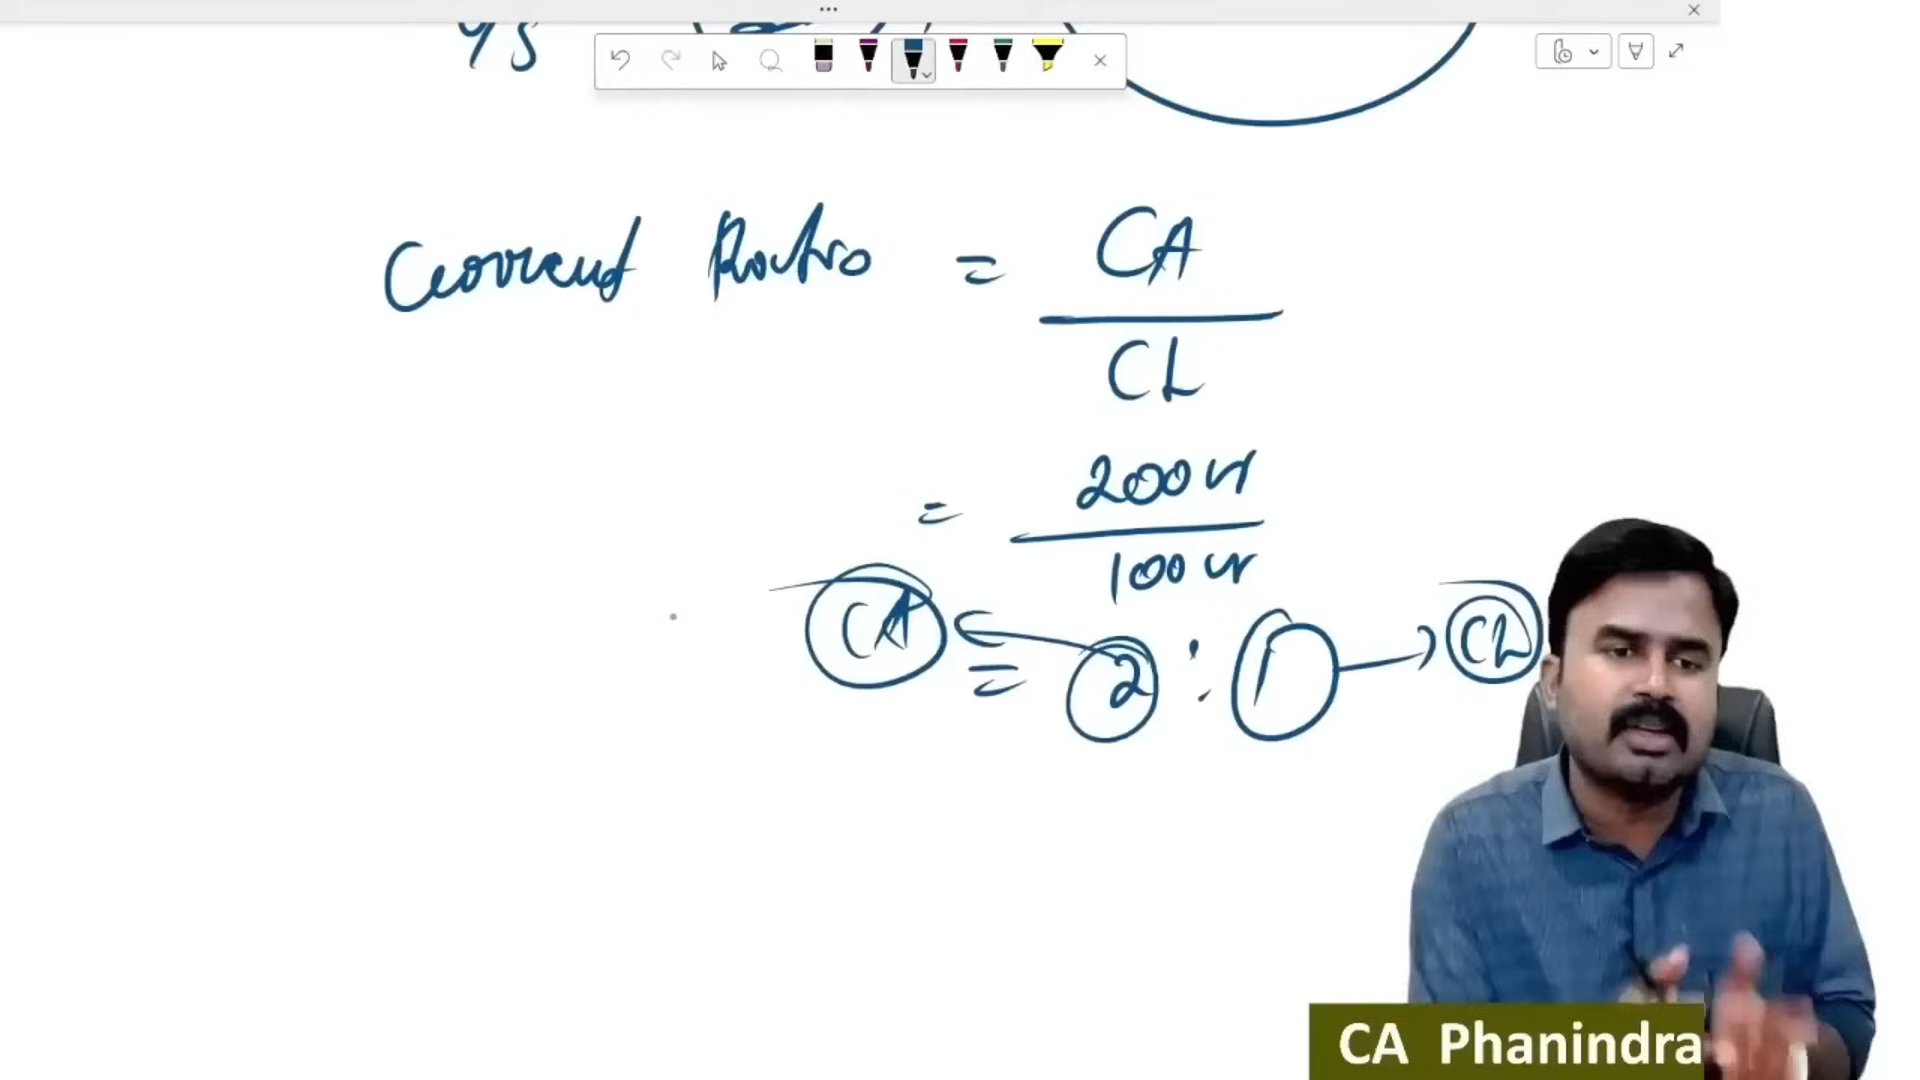 Current Ratio = CA
CL
= 200 cr
100 cr
CA = 2 : 1 CL
CA Phanindra